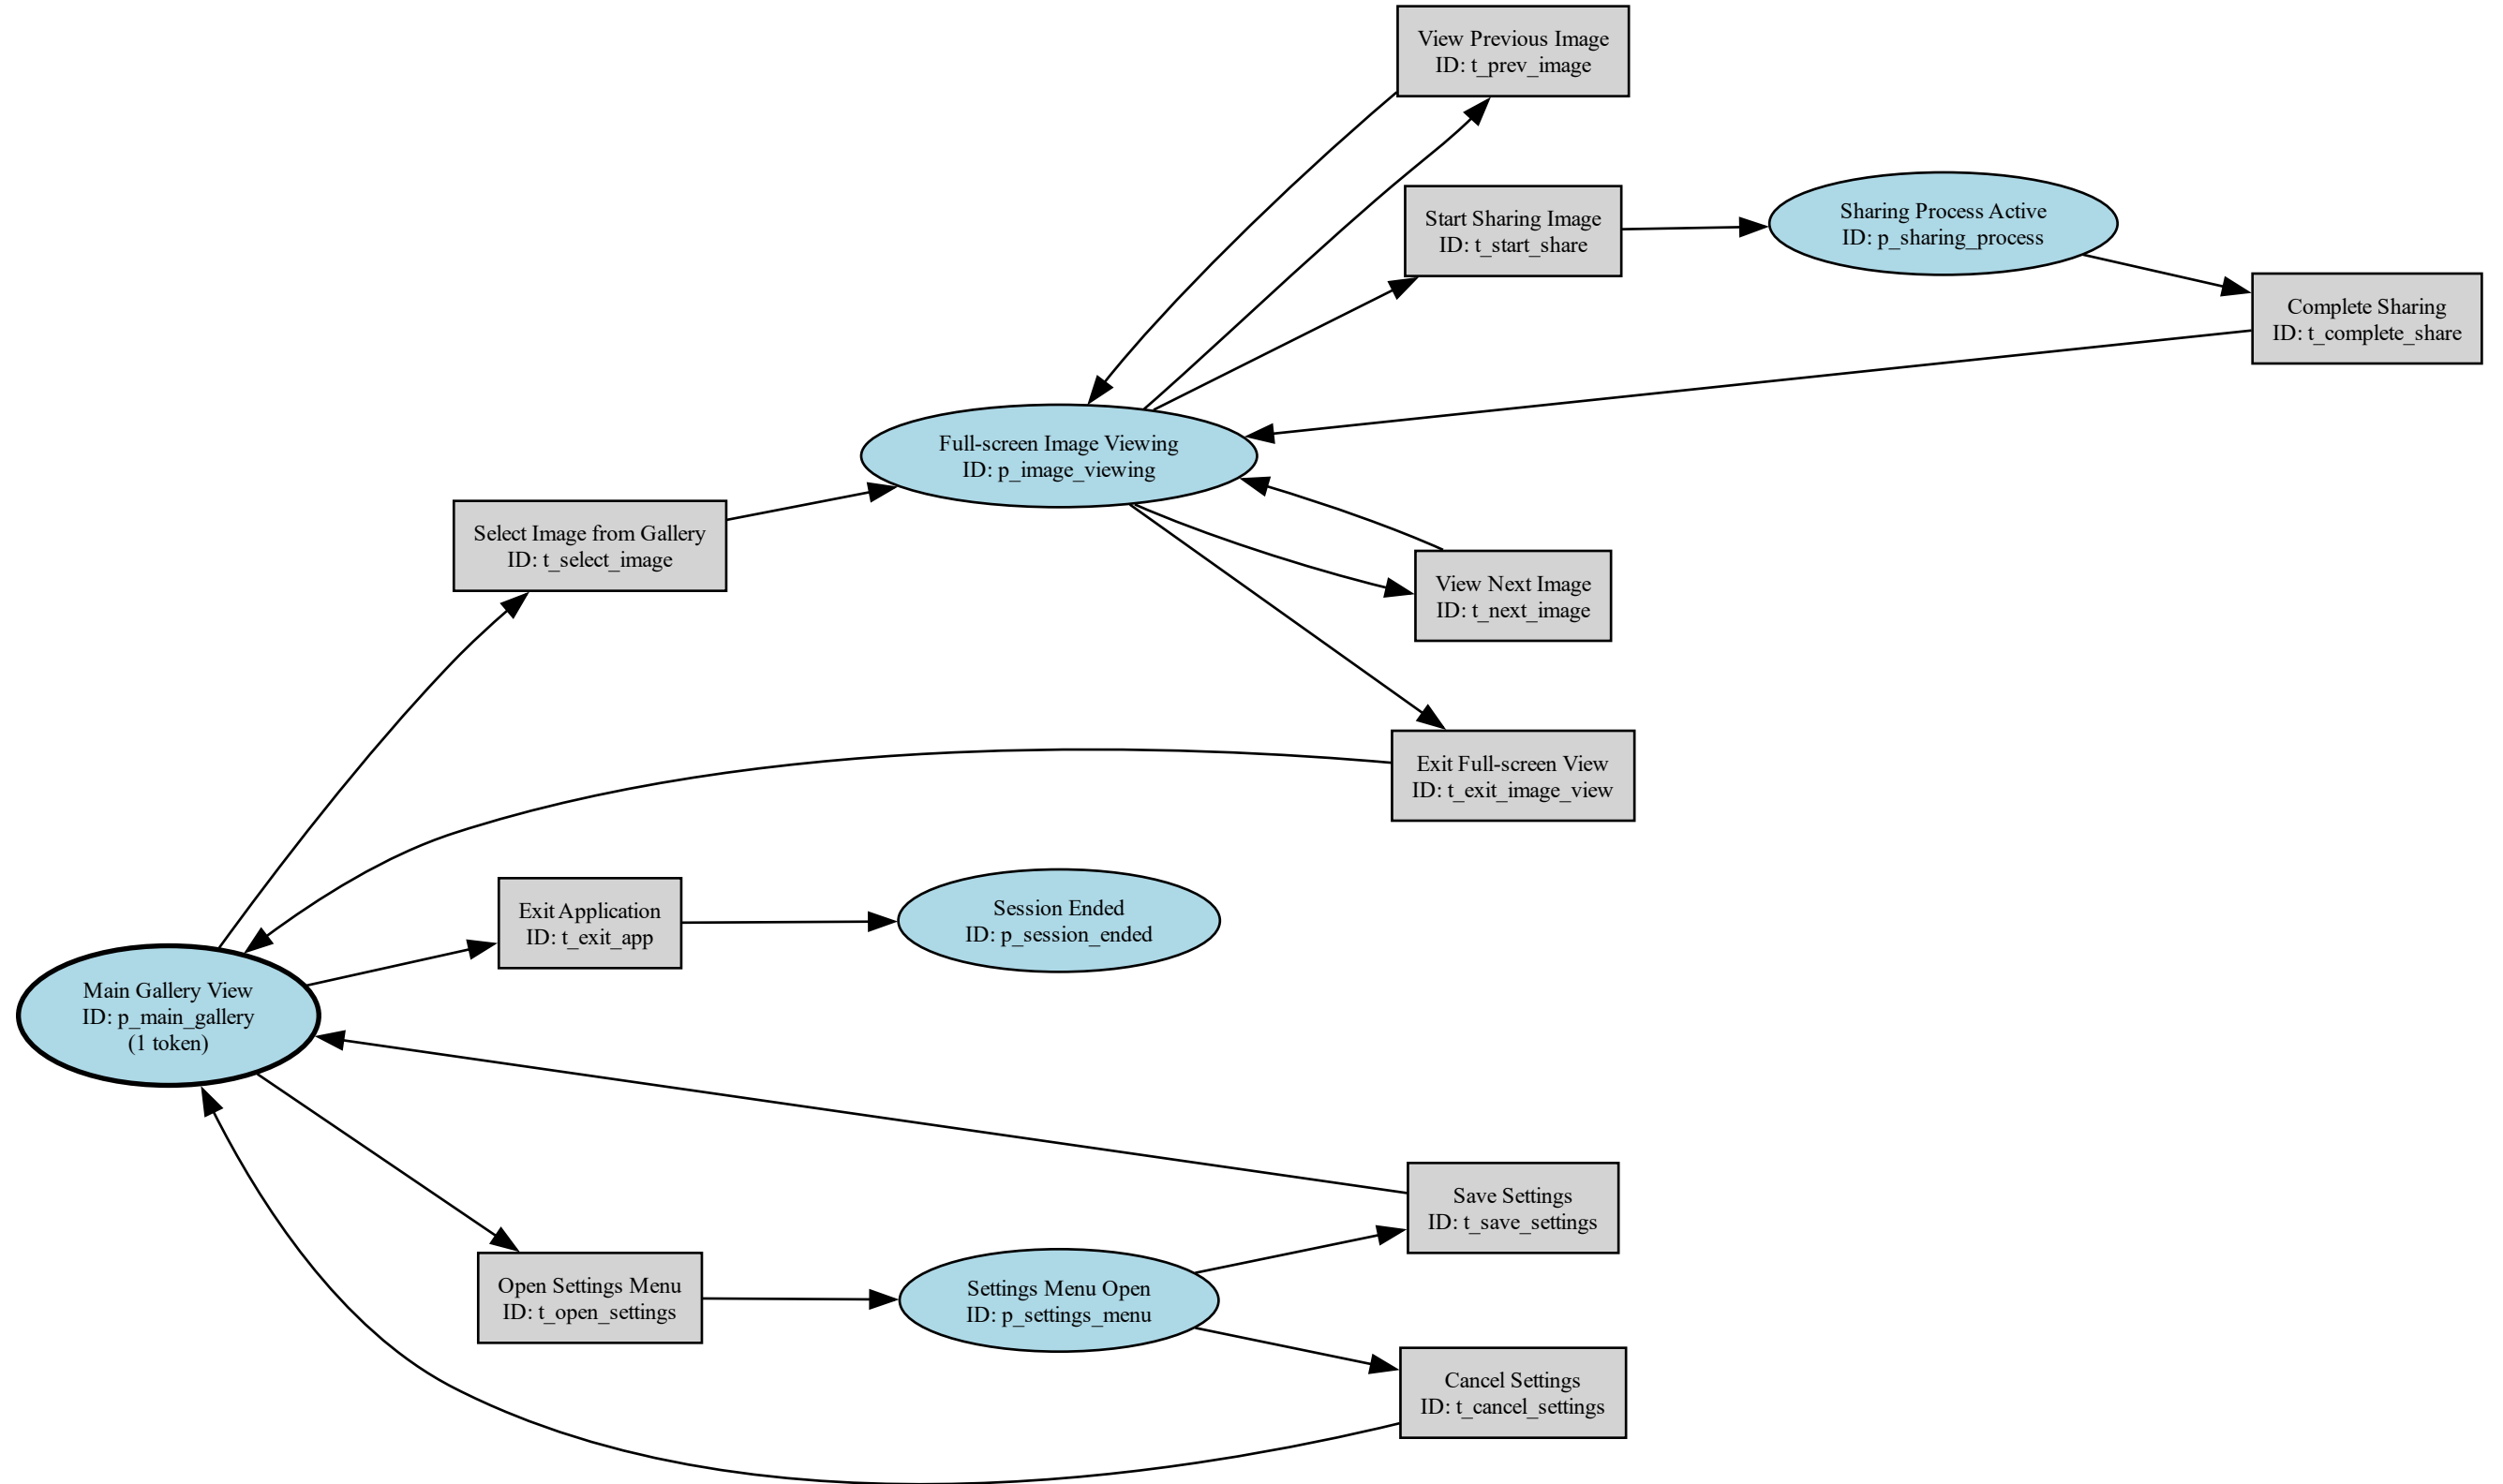 View Previous Image
ID: t_prev_image
Start Sharing Image
ID: t_start_share
Sharing Process Active
ID: p_sharing_process
Complete Sharing
ID: t_complete_share
Full-screen Image Viewing
ID: p_image_viewing
Select Image from Gallery
ID: t_select_image
View Next Image
ID: t_next_image
Exit Full-screen View
ID: t_exit_image_view
Exit Application
ID: t_exit_app
Session Ended
ID: p_session_ended
Main Gallery View
ID: p_main_gallery
(1 token)
Save Settings
ID: t_save_settings
Open Settings Menu
ID: t_open_settings
Settings Menu Open
ID: p_settings_menu
Cancel Settings
ID: t_cancel_settings